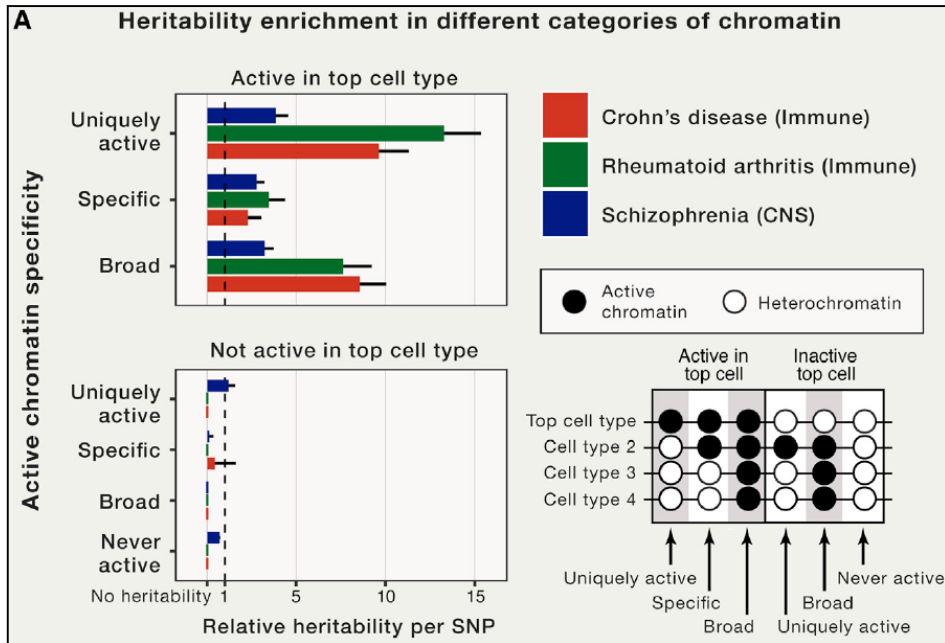 A
Heritability enrichment in different categories of chromatin
Active in top cell type
Active chromatin specificity
Uniquely
active
Specific
Broad
Not active in top cell type
Uniquely
active
Specific
Broad
Never
active
No heritability 1 5 10 15
Relative heritability per SNP
Crohn's disease (Immune)
Rheumatoid arthritis (Immune)
Schizophrenia (CNS)
Active
chromatin
Heterochromatin
Active in
top cell
Inactive
top cell
Top cell type
Cell type 2
Cell type 3
Cell type 4
Uniquely active
Never active
Specific
Broad
Broad
Uniquely active